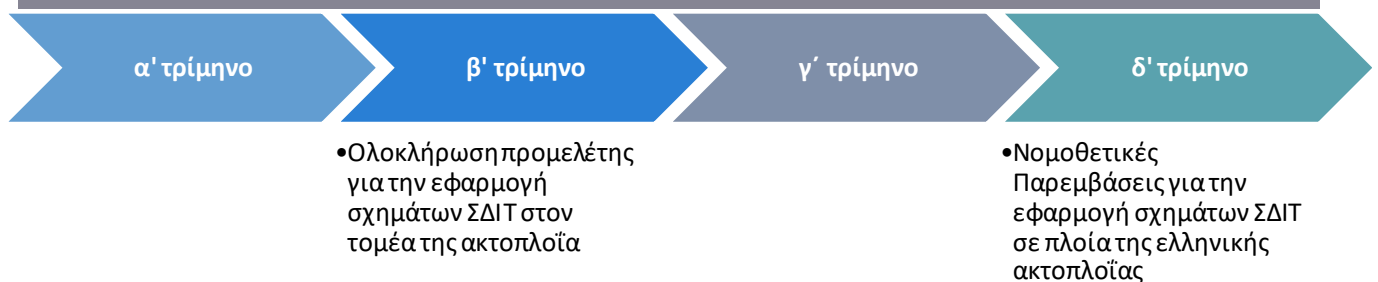 α' τρίμηνο
β' τρίμηνο
γ΄ τρίμηνο
δ' τρίμηνο
•Ολοκλήρωση προμελέτης
για την εφαρμογή
σχημάτων ΣΔΙΤ στον
τομέα της ακτοπλοΐα
•Νομοθετικές
Παρεμβάσεις για την
εφαρμογή σχημάτων ΣΔΙΤ
σε πλοία της ελληνικής
ακτοπλοΐας